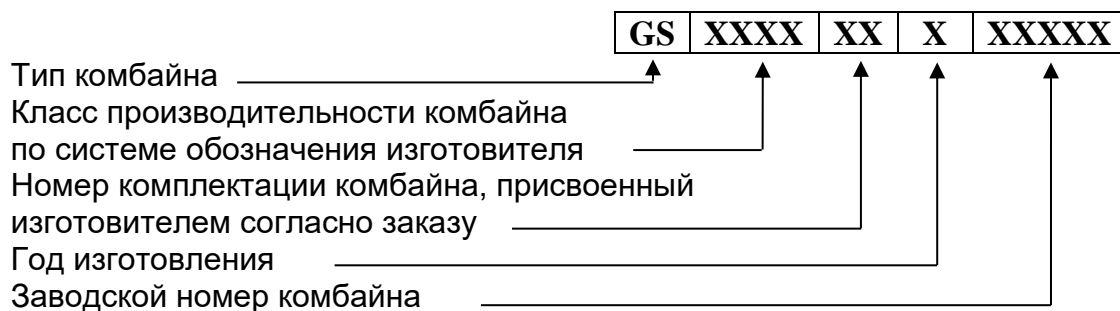 GS XXXX XX X XXXXX
Тип комбайна
Класс производительности комбайна
по системе обозначения изготовителя
Номер комплектации комбайна, присвоенный
изготовителем согласно заказу
Год изготовления
Заводской номер комбайна